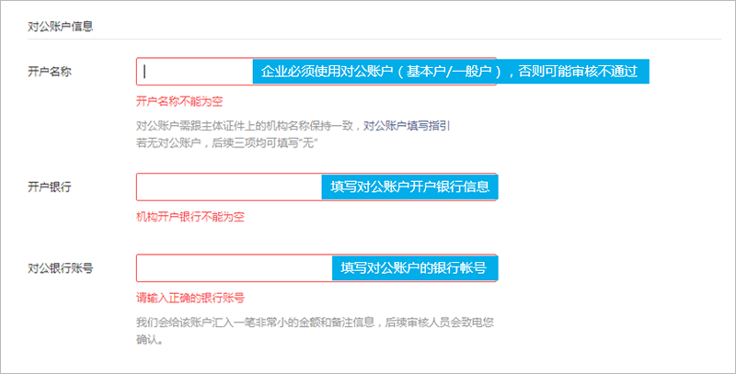 对公账户信息
开户名称
企业必须使用对公账户（基本户/一般户），否则可能审核不通过
开户名称不能为空
对公账户需跟主体证件上的机构名称保持一致，对公账户填写指引
若无对公账户，后续三项均可填写"无"
开户银行
填写对公账户开户银行信息
机构开户银行不能为空
对公银行账号
填写对公账户的银行帐号
请输入正确的银行账号
我们会给该账户汇入一笔非常小的金额和备注信息，后续审核人员会致电您
确认。